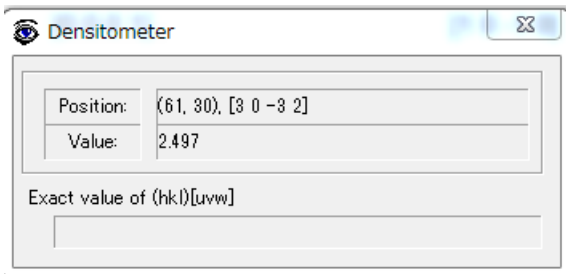 Densitometer
Position: (61, 30), [3 0 -3 2]
Value: 2.497
Exact value of (hkl)[uvw]